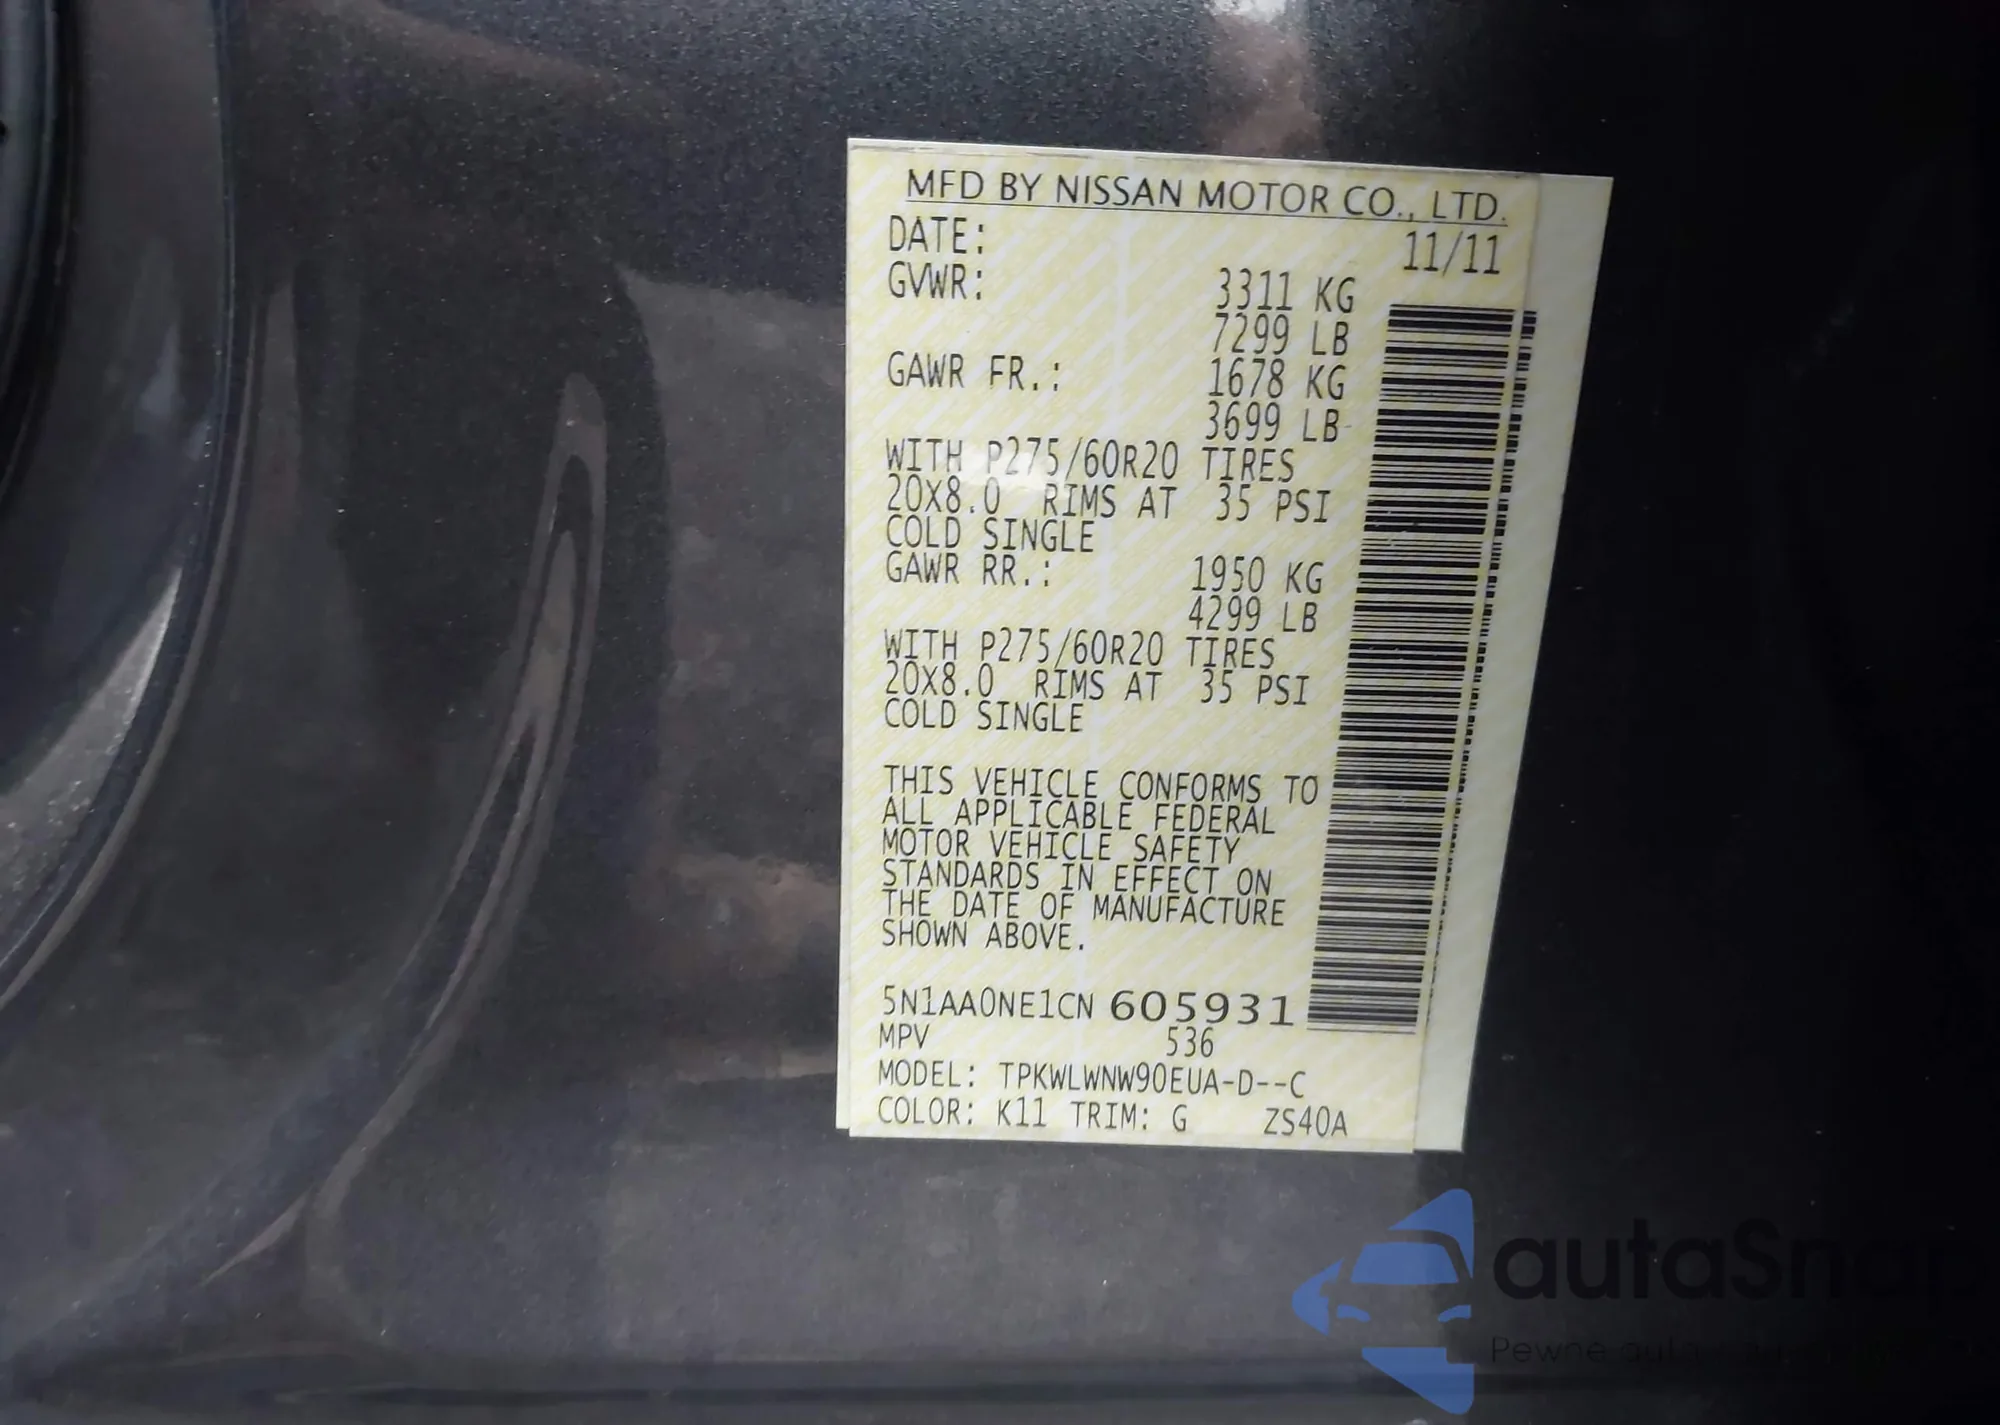 MFD BY NISSAN MOTOR CO., LTD.
DATE: 11/11
GVWR: 3311 KG
7299 LB
GAWR FR.: 1678 KG
3699 LB
WITH P275/60R20 TIRES
20X8.0 RIMS AT 35 PSI
COLD SINGLE
GAWR RR.: 1950 KG
4299 LB
WITH P275/60R20 TIRES
20X8.0 RIMS AT 35 PSI
COLD SINGLE
THIS VEHICLE CONFORMS TO
ALL APPLICABLE FEDERAL
MOTOR VEHICLE SAFETY
STANDARDS IN EFFECT ON
THE DATE OF MANUFACTURE
SHOWN ABOVE.
5N1AA0NE1CN 605931
MPV 536
MODEL: TPKWLWNW90EUA-D--C
COLOR: K11 TRIM: G ZS40A
autaSnap
Pewne auta